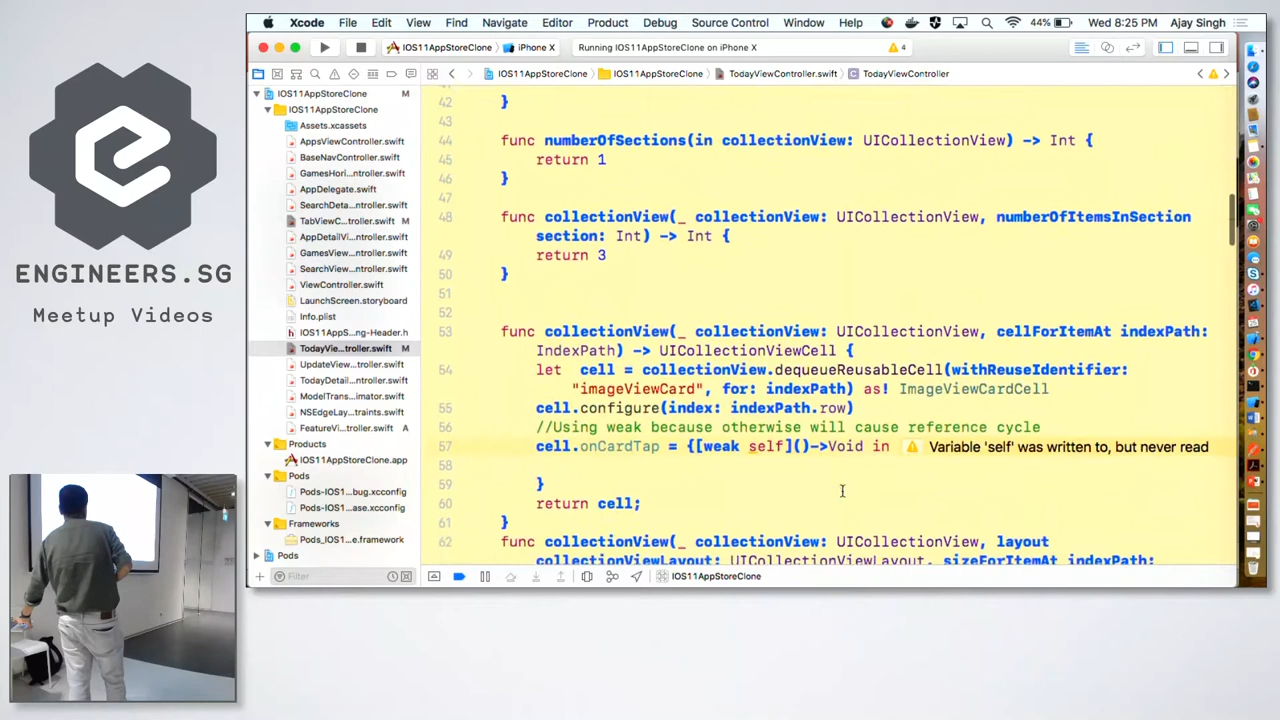 Xcode File Edit View Find Navigate Editor Product Debug Source Control Window Help 44% Wed 8:25 PM Ajay Singh
IOS11AppStoreClone iPhone X Running IOS11AppStoreClone on iPhone X 4
IOS11AppStoreClone IOS11AppStoreClone TodayViewController.swift TodayViewController
IOS11AppStoreClone M
IOS11AppStoreClone
Assets.xcassets
AppsViewController.swift
BaseNavController.swift
GamesHori...ntroller.swift
AppDelegate.swift
SearchDeta...ntroller.swift
TabViewC...troller.swift M
AppDetailVi...ntroller.swift
GamesView...ntroller.swift
SearchView...ntroller.swift
ViewController.swift
LaunchScreen.storyboard
Info.plist
IOS11AppS...ng-Header.h
TodayVie...troller.swift M
UpdateView...troller.swift
TodayDetail...troller.swift
ModelTrans...imator.swift
NSEdgeLay...traints.swift
FeatureVi...troller.swift A
Products
IOS11AppStoreClone.app
Pods
Pods-IOS1...bug.xcconfig
Pods-IOS1...ase.xcconfig
Frameworks
Pods_IOS1...e.framework
Pods
Filter
42 }
43
44 func numberOfSections(in collectionView: UICollectionView) -> Int {
45 return 1
46 }
47
48 func collectionView(_ collectionView: UICollectionView, numberOfItemsInSection
section: Int) -> Int {
49 return 3
50 }
51
52
53 func collectionView(_ collectionView: UICollectionView, cellForItemAt indexPath:
IndexPath) -> UICollectionViewCell {
54 let cell = collectionView.dequeueReusableCell(withReuseIdentifier:
"imageViewCard", for: indexPath) as! ImageViewCardCell
55 cell.configure(index: indexPath.row)
56 //Using weak because otherwise will cause reference cycle
57 cell.onCardTap = {[weak self]()->Void in Variable 'self' was written to, but never read
58
59 }
60 return cell;
61 }
62 func collectionView(_ collectionView: UICollectionView, layout
collectionViewLayout: UICollectionViewLayout, sizeForItemAt indexPath:
IOS11AppStoreClone
ENGINEERS.SG
Meetup Videos